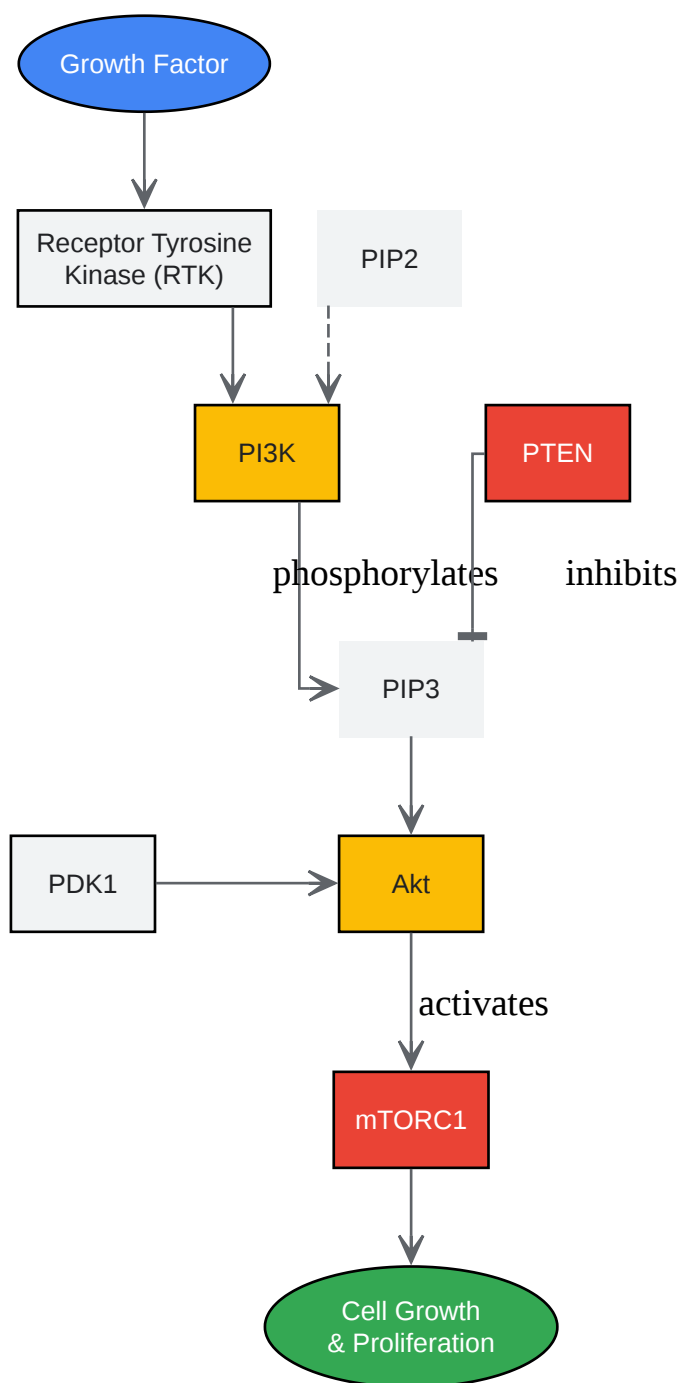 Growth Factor
Receptor Tyrosine
Kinase (RTK)
PIP2
PI3K
PTEN
phosphorylates
inhibits
PIP3
PDK1
Akt
activates
mTORC1
Cell Growth
& Proliferation